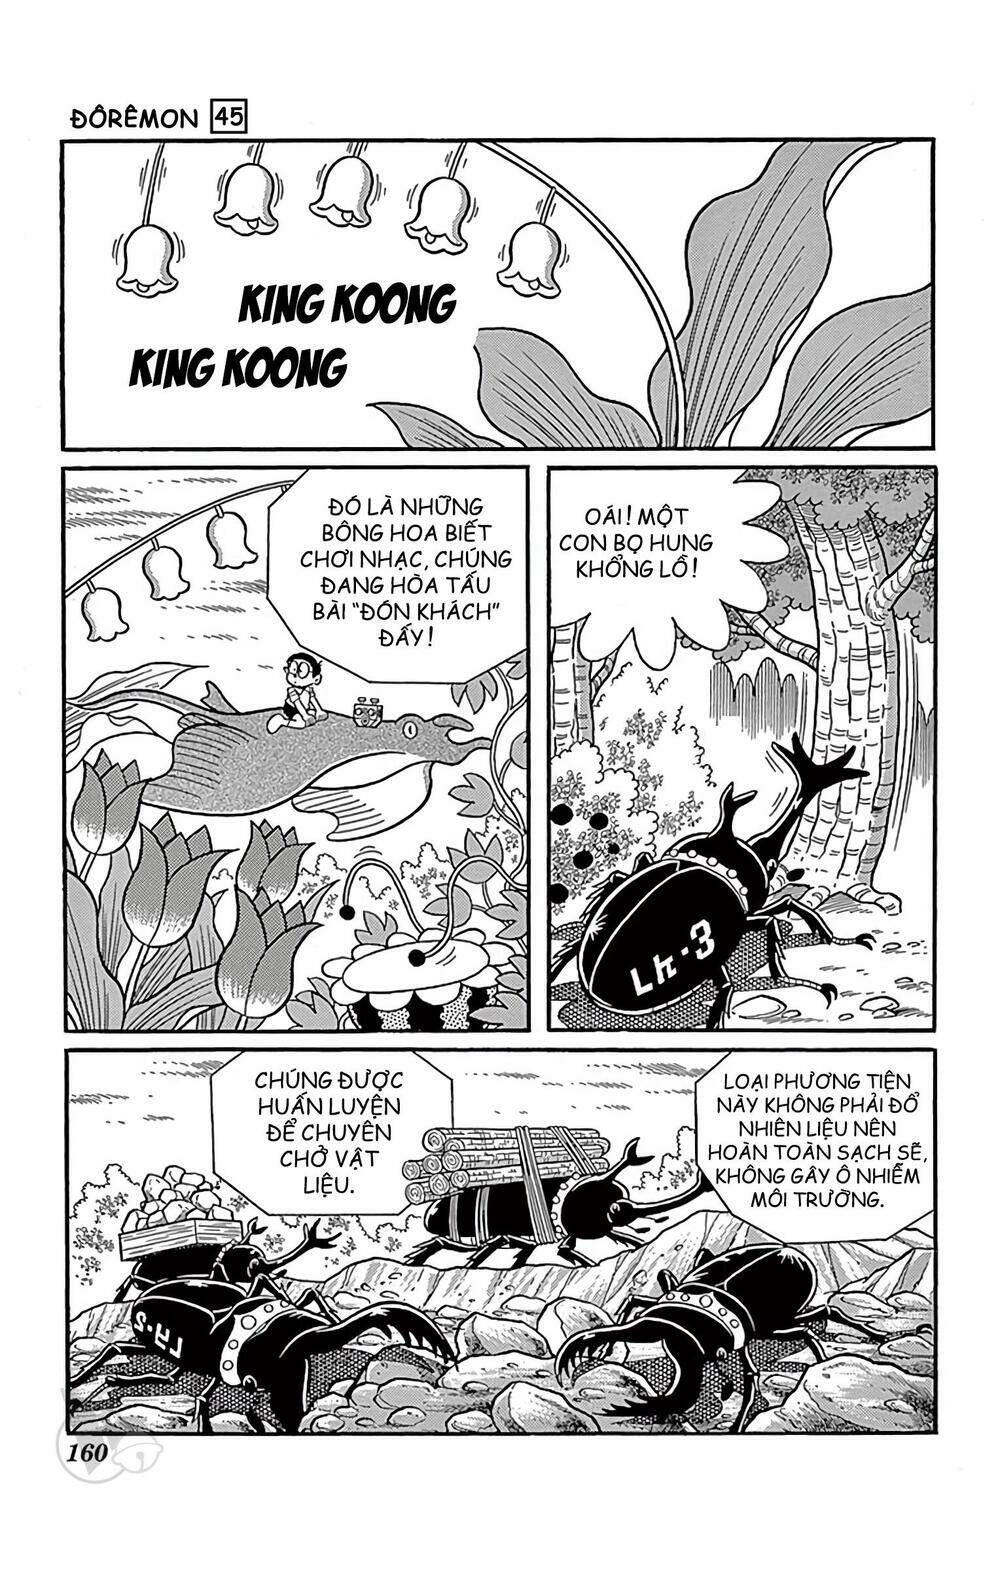 ĐÔRÊMON 45
KING KOONG
KING KOONG
ĐÓ LÀ NHỮNG
BÔNG HOA BIẾT
CHƠI NHẠC, CHÚNG
ĐANG HÒA TẤU
BÀI “ĐÓN KHÁCH”
ĐẤY!
OÁI! MỘT
CON BỌ HUNG
KHỔNG LỒ!
CHÚNG ĐƯỢC
HUẤN LUYỆN
ĐỂ CHUYÊN
CHỞ VẬT
LIỆU.
LOẠI PHƯƠNG TIỆN
NÀY KHÔNG PHẢI ĐỔ
NHIÊN LIỆU NÊN
HOÀN TOÀN SẠCH SẼ,
KHÔNG GÂY Ô NHIỄM
MÔI TRƯỜNG.
160